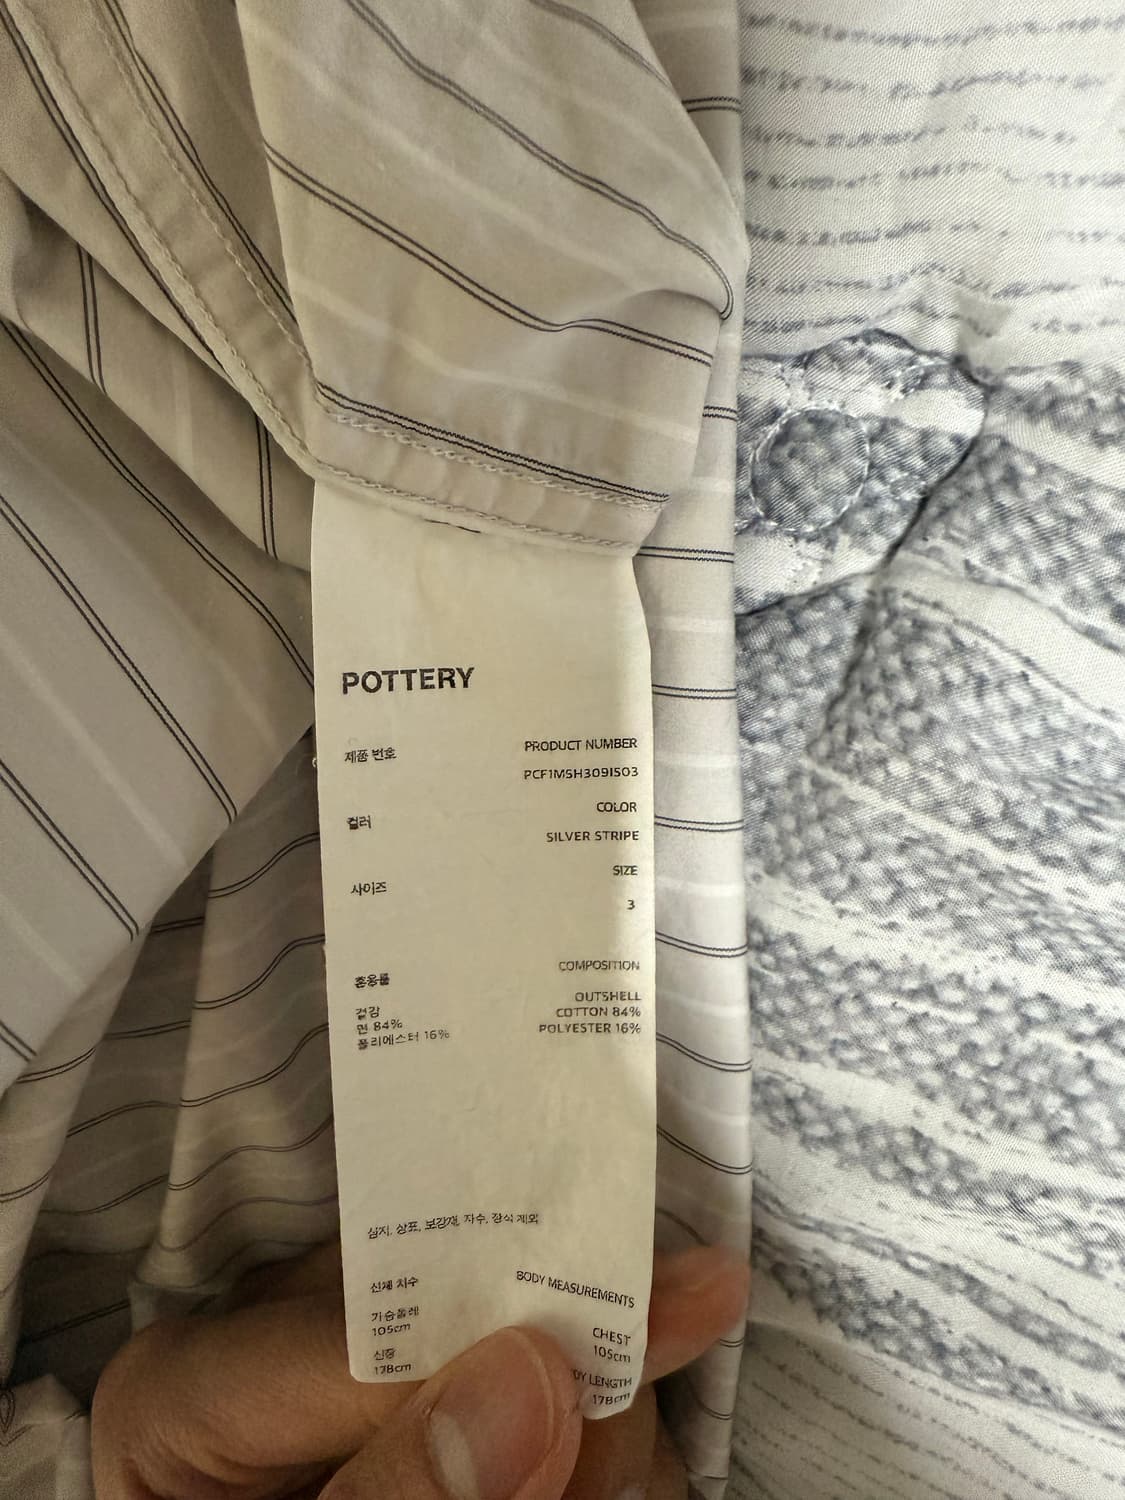 POTTERY
제품 번호 PRODUCT NUMBER
PCF1MSH309ISO3
컬러 COLOR
SILVER STRIPE
사이즈 SIZE
3
혼용률 COMPOSITION
겉감 OUTSHELL
면 84% COTTON 84%
폴리에스터 16% POLYESTER 16%
심지, 상표, 보강재, 자수, 장식 제외
신체 치수 BODY MEASUREMENTS
가슴둘레 CHEST
105cm 105cm
신장 LENGTH
178cm 178cm